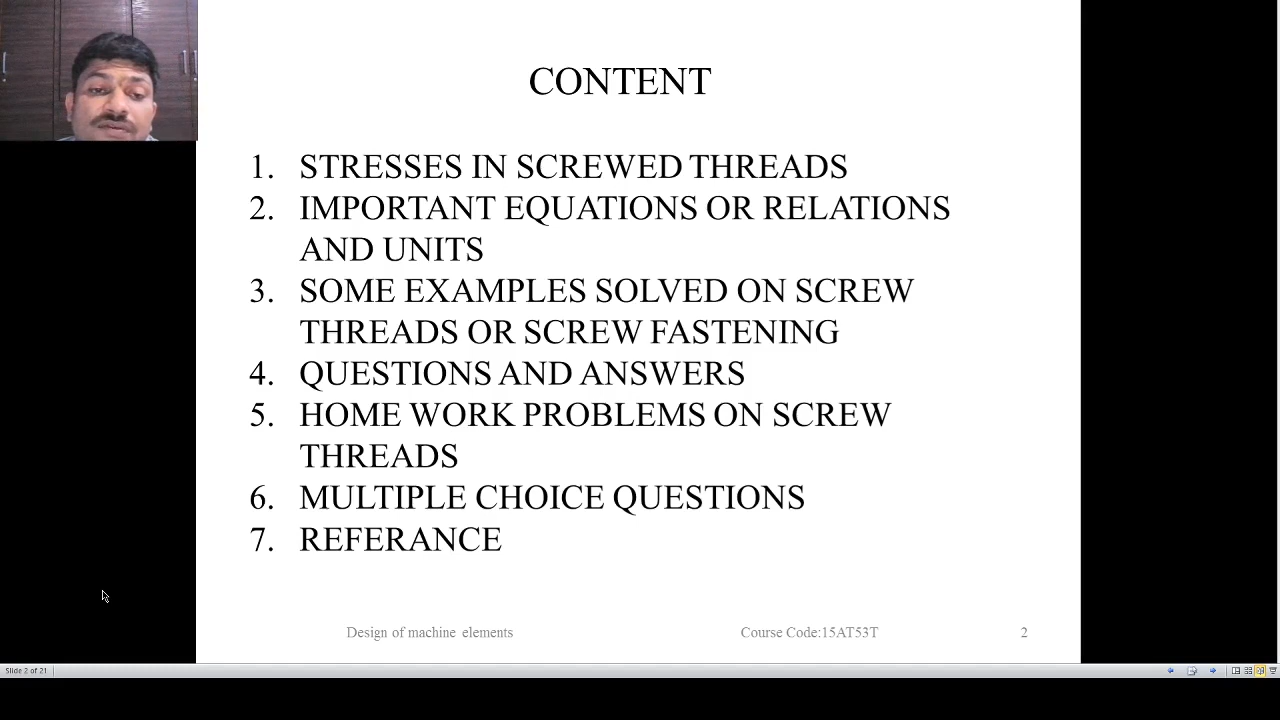 CONTENT
1. STRESSES IN SCREWED THREADS
2. IMPORTANT EQUATIONS OR RELATIONS
AND UNITS
3. SOME EXAMPLES SOLVED ON SCREW
THREADS OR SCREW FASTENING
4. QUESTIONS AND ANSWERS
5. HOME WORK PROBLEMS ON SCREW
THREADS
6. MULTIPLE CHOICE QUESTIONS
7. REFERANCE
Design of machine elements Course Code:15AT53T 2
Slide 2 of 21